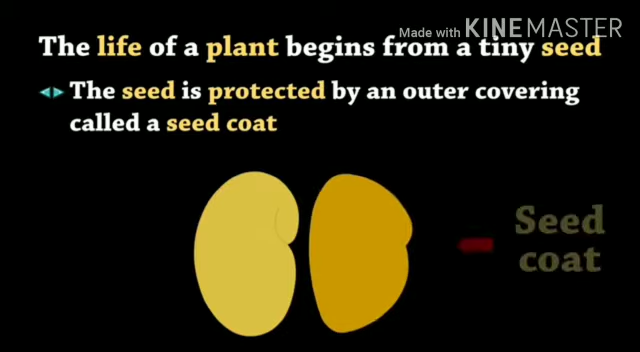 Made with KINEMASTER
The life of a plant begins from a tiny seed
The seed is protected by an outer covering
called a seed coat
Seed
coat